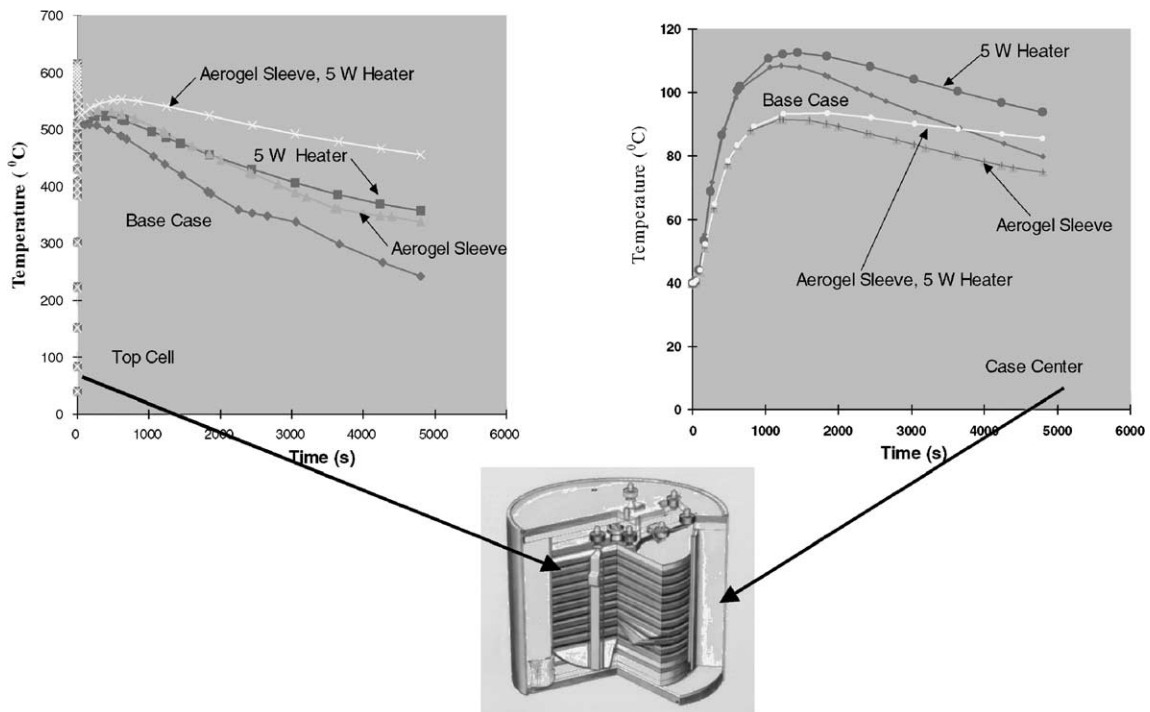 700
600
500
400
300
200
100
0
Temperature ( ⁰C)
Aerogel Sleeve, 5 W Heater
5 W Heater
Base Case
Aerogel Sleeve
Top Cell
0 1000 2000 3000 4000 5000 6000
Time (s)
120
100
80
60
40
20
0
Temperature ( ⁰C)
5 W Heater
Base Case
Aerogel Sleeve
Aerogel Sleeve, 5 W Heater
Case Center
0 1000 2000 3000 4000 5000 6000
Time (s)